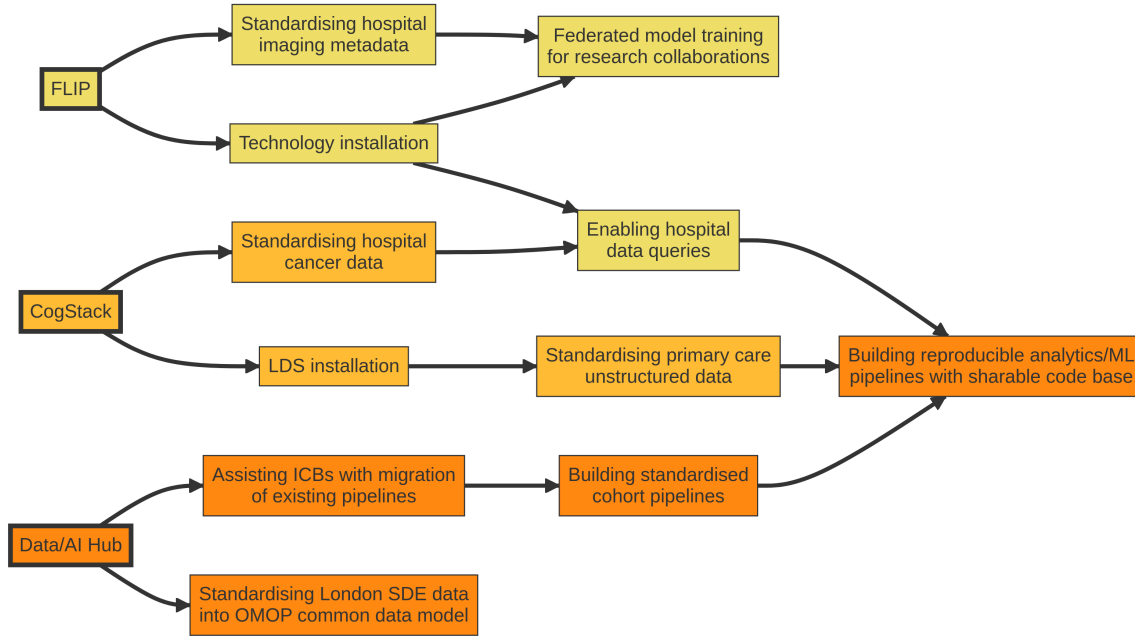 Standardising hospital
imaging metadata
Federated model training
for research collaborations
FLIP
Technology installation
Enabling hospital
data queries
Standardising hospital
cancer data
CogStack
LDS installation
Standardising primary care
unstructured data
Building reproducible analytics/ML
pipelines with sharable code base
Assisting ICBs with migration
of existing pipelines
Building standardised
cohort pipelines
Data/AI Hub
Standardising London SDE data
into OMOP common data model